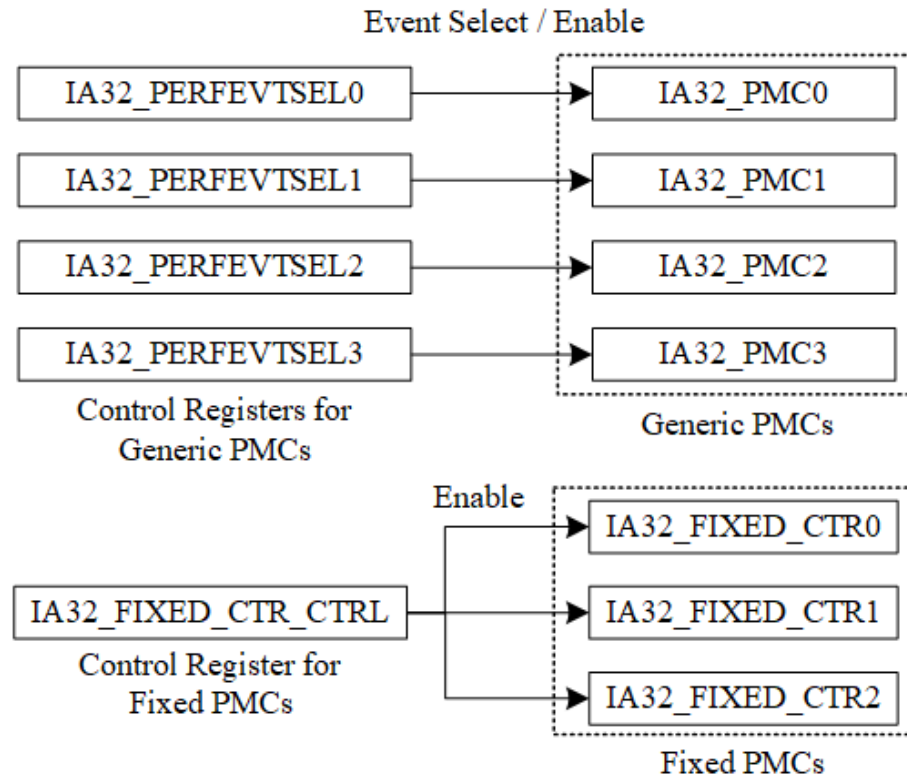 Event Select / Enable
IA32_PERFEVTSEL0
IA32_PMC0
IA32_PERFEVTSEL1
IA32_PMC1
IA32_PERFEVTSEL2
IA32_PMC2
IA32_PERFEVTSEL3
IA32_PMC3
Control Registers for
Generic PMCs
Generic PMCs
Enable
IA32_FIXED_CTR0
IA32_FIXED_CTR_CTRL
IA32_FIXED_CTR1
Control Register for
Fixed PMCs
IA32_FIXED_CTR2
Fixed PMCs